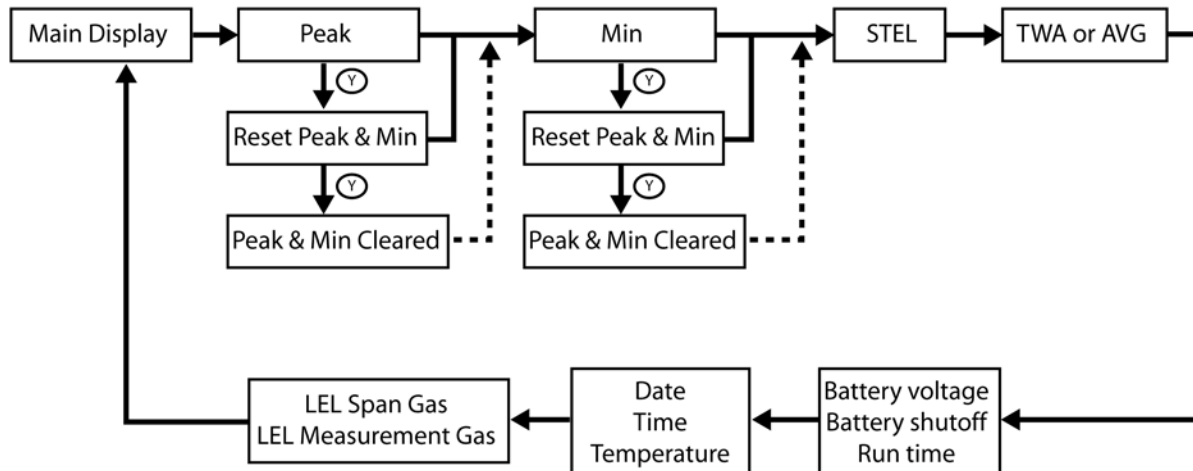 Main Display
Peak
Min
STEL
TWA or AVG
Y
Y
Reset Peak & Min
Reset Peak & Min
Y
Y
Peak & Min Cleared
Peak & Min Cleared
LEL Span Gas
LEL Measurement Gas
Date
Time
Temperature
Battery voltage
Battery shutoff
Run time